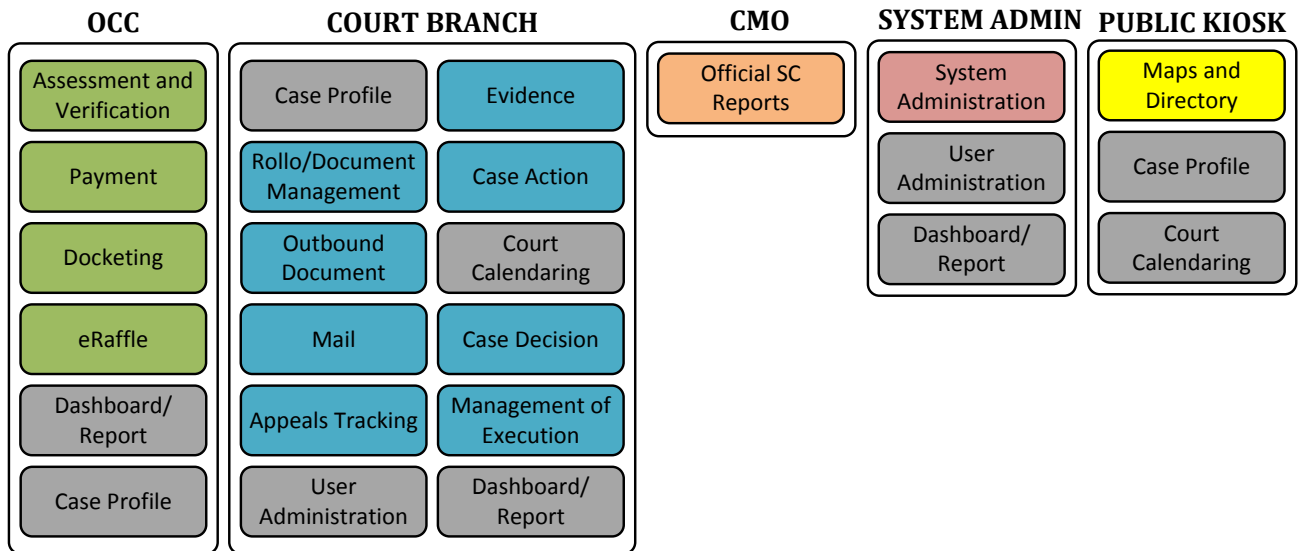 OCC
Assessment and
Verification
Payment
Docketing
eRaffle
Dashboard/
Report
Case Profile
COURT BRANCH
Case Profile
Evidence
Rollo/Document
Management
Case Action
Outbound
Document
Court
Calendaring
Mail
Case Decision
Appeals Tracking
Management of
Execution
User
Administration
Dashboard/
Report
CMO
Official SC
Reports
SYSTEM ADMIN
System
Administration
User
Administration
Dashboard/
Report
PUBLIC KIOSK
Maps and
Directory
Case Profile
Court
Calendaring